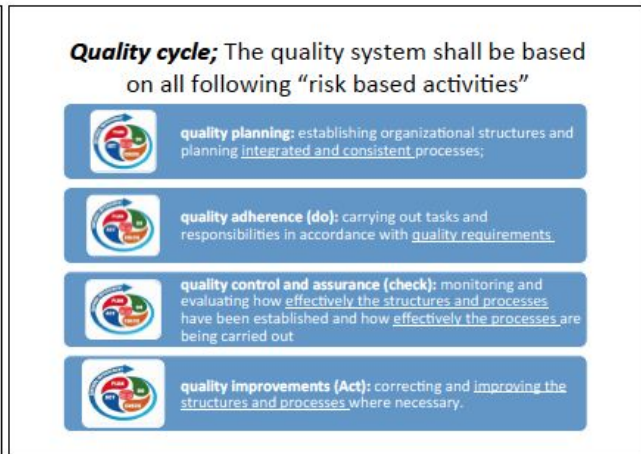 Quality cycle; The quality system shall be based
on all following “risk based activities”
quality planning: establishing organizational structures and
planning integrated and consistent processes;
quality adherence (do): carrying out tasks and
responsibilities in accordance with quality requirements
quality control and assurance (check): monitoring and
evaluating how effectively the structures and processes
have been established and how effectively the processes are
being carried out
quality improvements (Act): correcting and improving the
structures and processes where necessary.